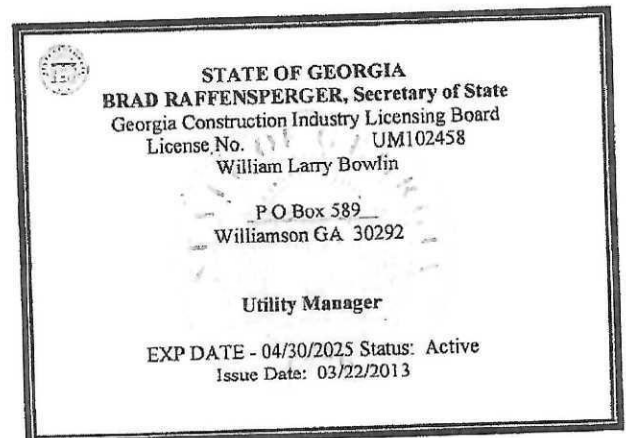 STATE OF GEORGIA
BRAD RAFFENSPERGER, Secretary of State
Georgia Construction Industry Licensing Board
License No. UM102458
William Larry Bowlin
P O Box 589
Williamson GA 30292
Utility Manager
EXP DATE - 04/30/2025 Status: Active
Issue Date: 03/22/2013